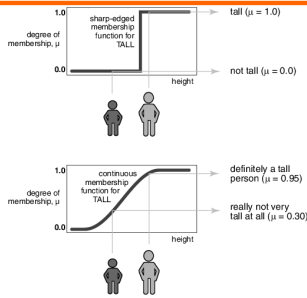 1.0
sharp-edged
membership
function for
TALL
degree of
membership, μ
0.0
height
tall (μ = 1.0)
not tall (μ = 0.0)
1.0
continuous
membership
function for
TALL
degree of
membership, μ
0.0
height
definitely a tall
person (μ = 0.95)
really not very
tall at all (μ = 0.30)